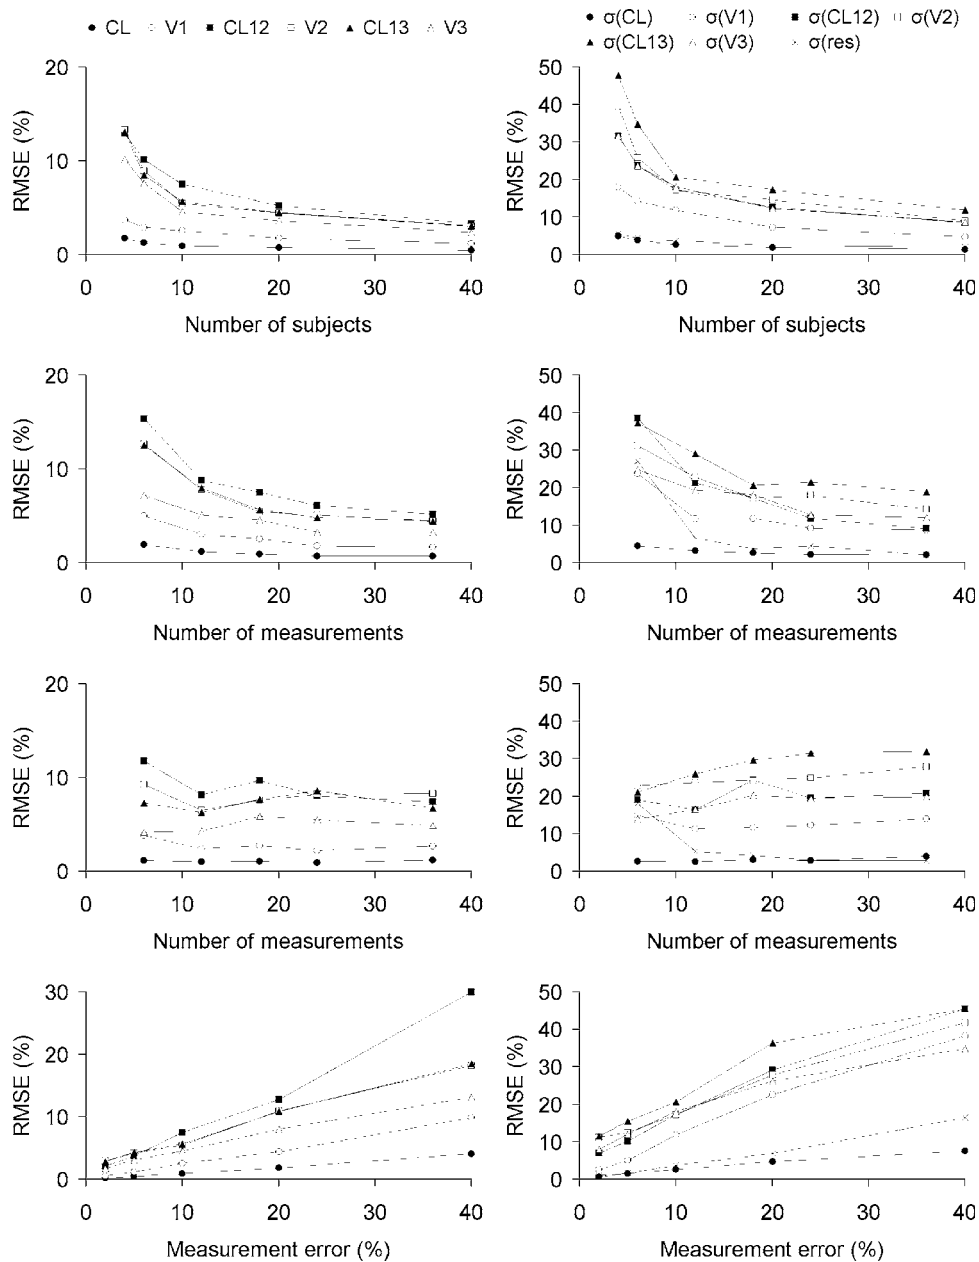 CL V1 CL12 V2 CL13 V3
σ(CL) σ(V1) σ(CL12) σ(V2)
σ(CL13) σ(V3) σ(res)
20
10
0
RMSE (%)
0 10 20 30 40
Number of subjects
50
40
30
20
10
0
RMSE (%)
0 10 20 30 40
Number of subjects
20
10
0
RMSE (%)
0 10 20 30 40
Number of measurements
50
40
30
20
10
0
RMSE (%)
0 10 20 30 40
Number of measurements
20
10
0
RMSE (%)
0 10 20 30 40
Number of measurements
50
40
30
20
10
0
RMSE (%)
0 10 20 30 40
Number of measurements
30
20
10
0
RMSE (%)
0 10 20 30 40
Measurement error (%)
50
40
30
20
10
0
RMSE (%)
0 10 20 30 40
Measurement error (%)